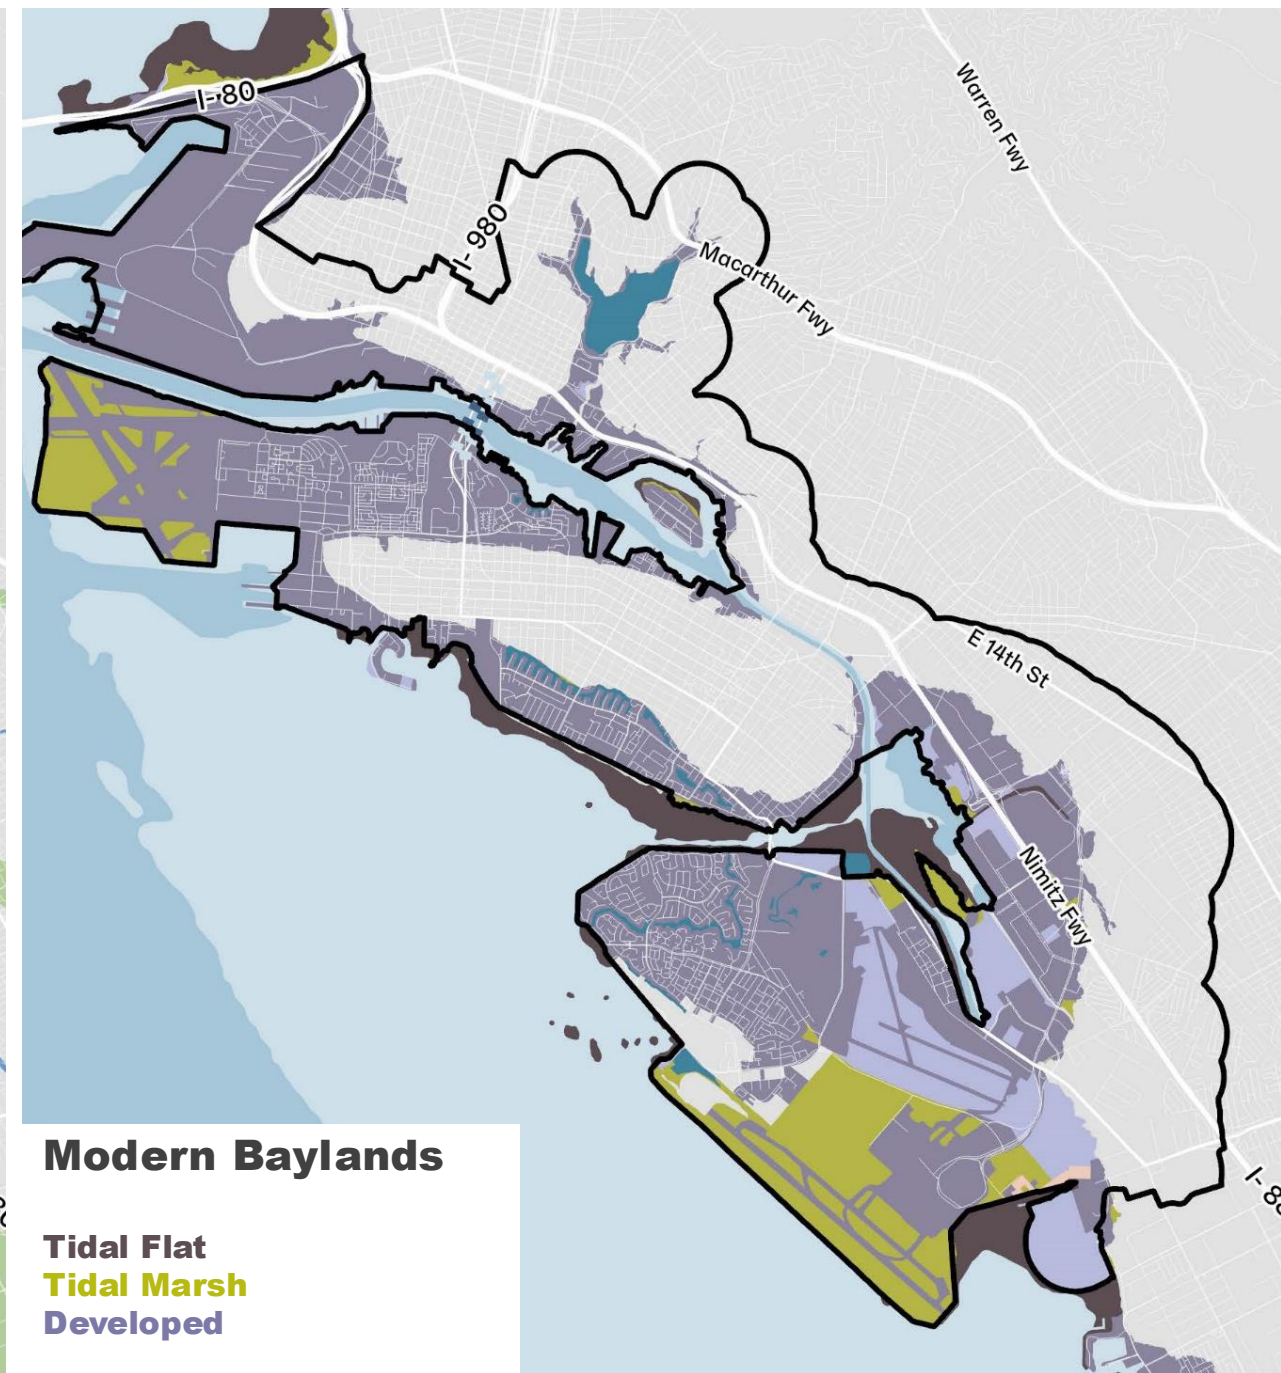 I-80
Warren Fwy
I-980
Macarthur Fwy
E 14th St
Nimitz Fwy
Modern Baylands
Tidal Flat
Tidal Marsh
Developed